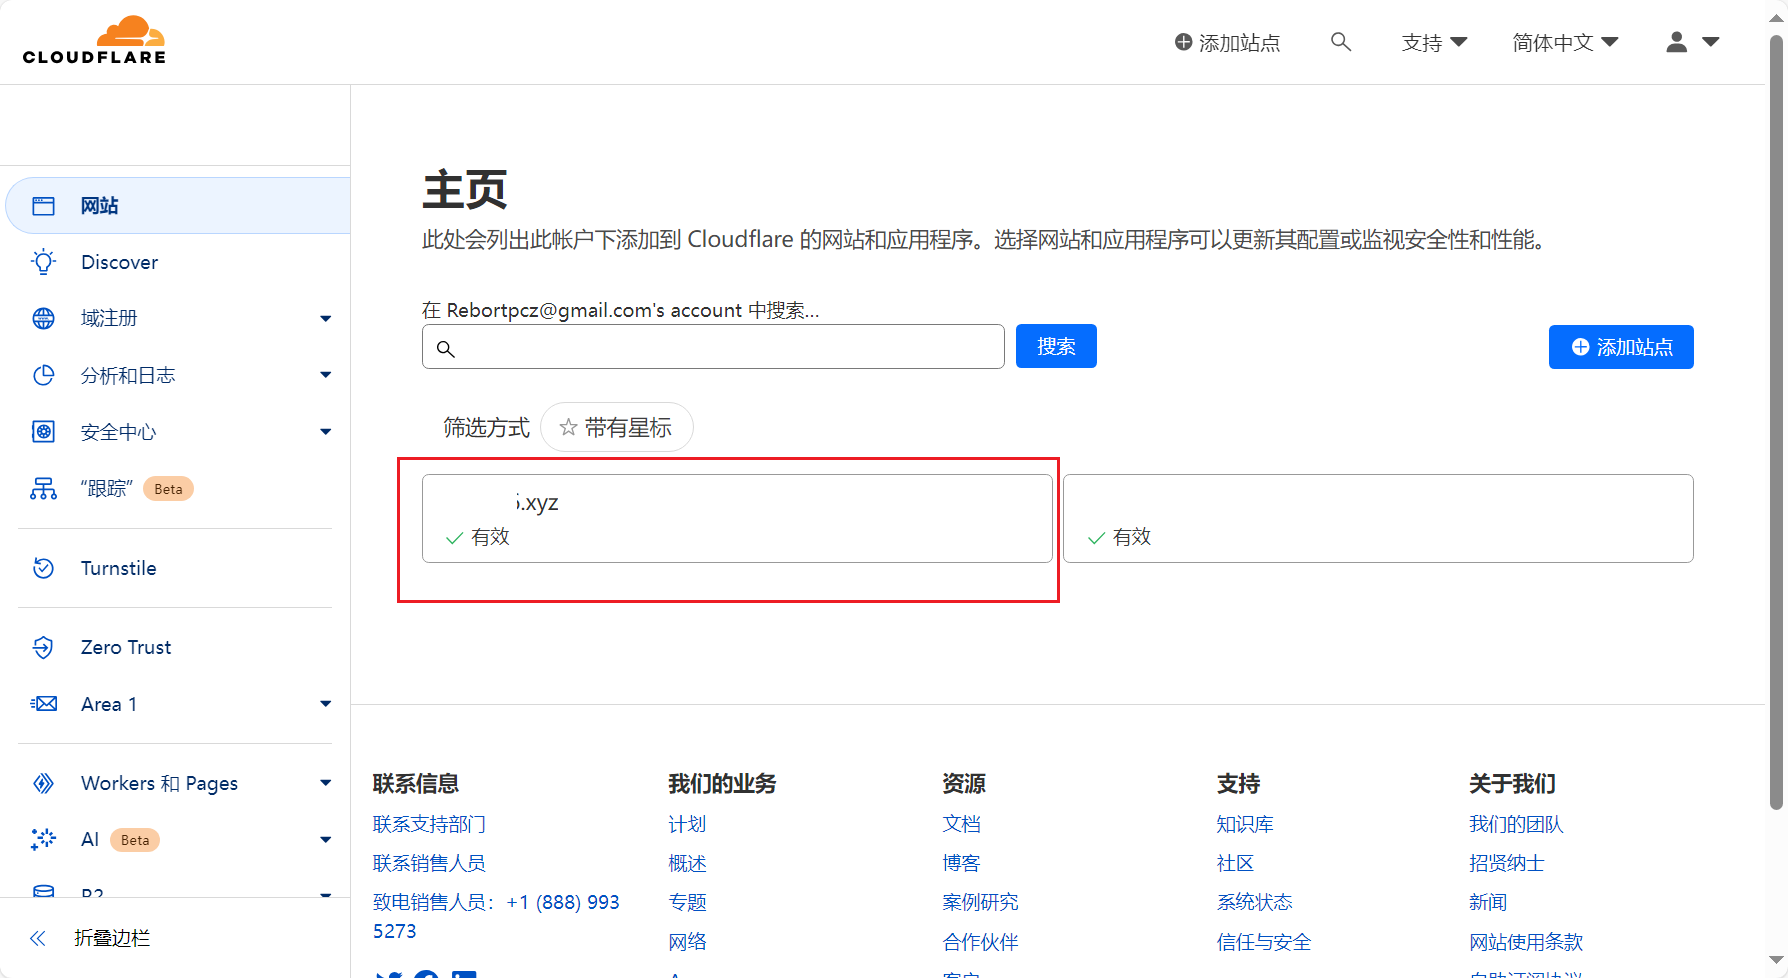 CLOUDFLARE
添加站点
支持
简体中文
网站
Discover
域注册
分析和日志
安全中心
“跟踪” Beta
Turnstile
Zero Trust
Area 1
Workers 和 Pages
AI Beta
R2
折叠边栏
主页
此处会列出此帐户下添加到 Cloudflare 的网站和应用程序。选择网站和应用程序可以更新其配置或监视安全性和性能。
在 Rebortpcz@gmail.com's account 中搜索...
搜索
添加站点
筛选方式
带有星标
.xyz
有效
有效
联系信息
联系支持部门
联系销售人员
致电销售人员：+1 (888) 993
5273
我们的业务
计划
概述
专题
网络
资源
文档
博客
案例研究
合作伙伴
客户
支持
知识库
社区
系统状态
信任与安全
关于我们
我们的团队
招贤纳士
新闻
网站使用条款
自助订阅协议